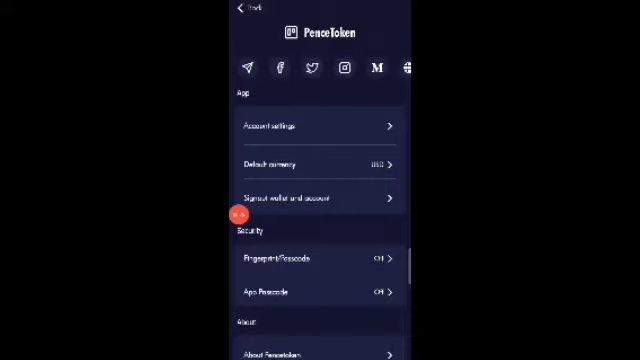 Back
PenceToken
M
App
Account settings
Default currency USD
Signout wallet and account
Security
Fingerprint/Passcode Off
App Passcode Off
About
About Pencetoken